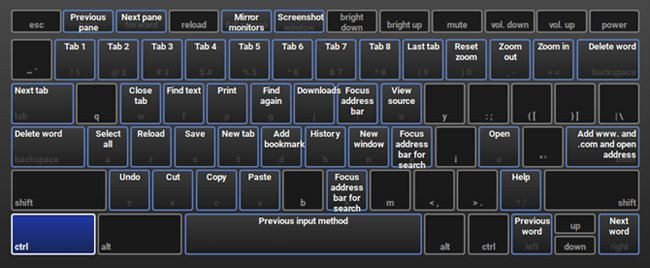 esc
Previous
pane
Next pane
forward
reload
Mirror
monitors
Screenshot
window
bright
down
bright up
mute
vol. down
vol. up
power
~ `
Tab 1
! 1
Tab 2
@ 2
Tab 3
# 3
Tab 4
$ 4
Tab 5
% 5
Tab 6
^ 6
Tab 7
& 7
Tab 8
* 8
Last tab
( 9
Reset
zoom
) 0
Zoom
out
_ -
Zoom in
+ =
Delete word
backspace
Next tab
tab
q
Close
tab
w
Find text
f
Print
p
Find
again
g
Downloads
j
Focus
address
bar
View
source
u
y
: ;
{ [
} ]
| \
Delete word
backspace
Select
all
a
Reload
r
Save
s
New tab
t
Add
bookmark
d
History
h
New
window
n
Focus
address
bar for
search
i
Open
o
" '
Add www. and
.com and open
address
shift
Undo
z
Cut
x
Copy
c
Paste
v
b
Focus
address
bar for
search
m
< ,
> .
Help
? /
shift
ctrl
alt
Previous input method
alt
ctrl
Previous
word
left
up
down
Next
word
right